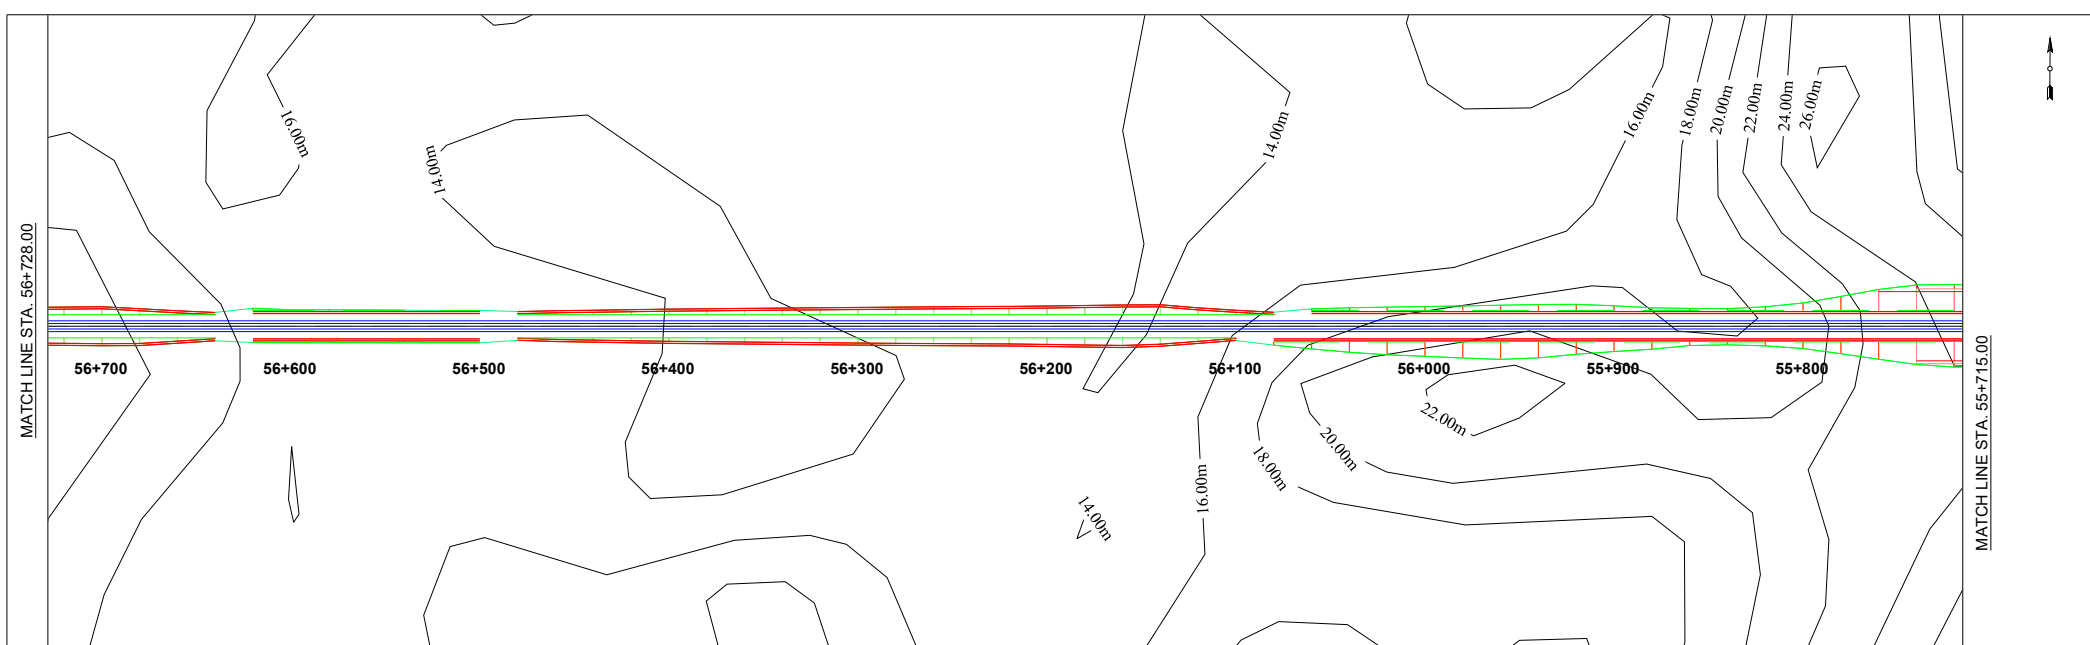 MATCH LINE STA. 56+728.00
16.00m
14.00m
14.00m
16.00m
18.00m
20.00m
22.00m
24.00m
26.00m
56+700
56+600
56+500
56+400
56+300
56+200
56+100
56+000
55+900
55+800
22.00m
20.00m
18.00m
16.00m
14.00m
MATCH LINE STA. 55+715.00